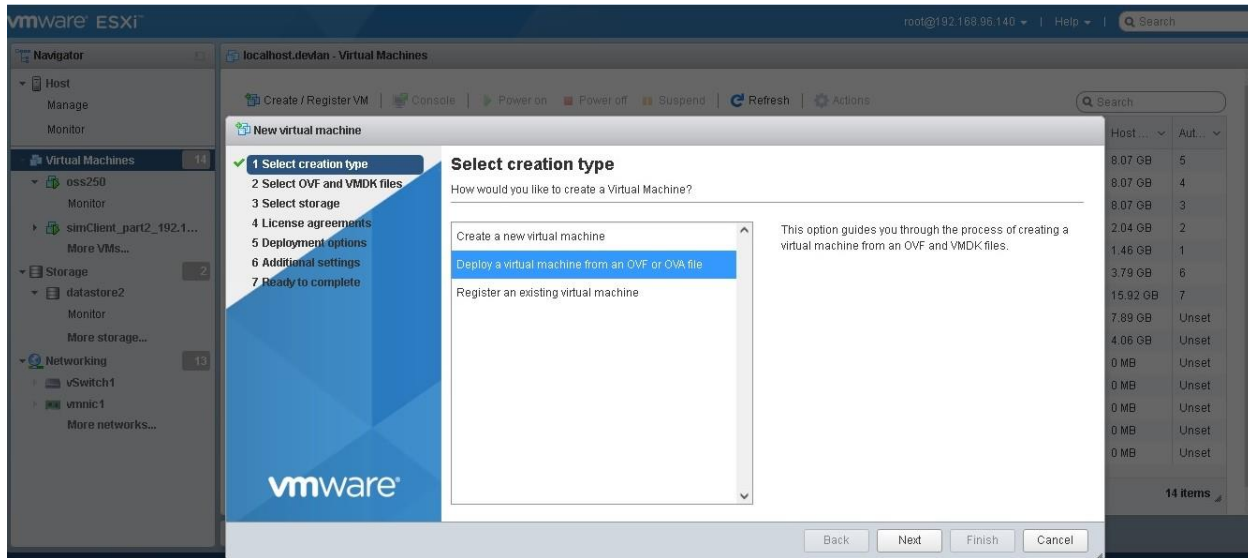 vmware ESXi™
root@192.168.96.140 | Help | Search
Navigator
localhost.devlan - Virtual Machines
Host
Manage
Monitor
Create / Register VM | Console | Power on Power off Suspend | Refresh | Actions
Search
Virtual Machines 14
oss250
Monitor
simClient_part2_192.1...
More VMs...
Storage 2
datastore2
Monitor
More storage...
Networking 13
vSwitch1
vmnic1
More networks...
New virtual machine
1 Select creation type
2 Select OVF and VMDK files
3 Select storage
4 License agreements
5 Deployment options
6 Additional settings
7 Ready to complete
vmware®
Select creation type
How would you like to create a Virtual Machine?
Create a new virtual machine
Deploy a virtual machine from an OVF or OVA file
Register an existing virtual machine
This option guides you through the process of creating a
virtual machine from an OVF and VMDK files.
Back Next Finish Cancel
Host ... Aut...
8.07 GB 5
8.07 GB 4
8.07 GB 3
2.04 GB 2
1.46 GB 1
3.79 GB 6
15.92 GB 7
7.89 GB Unset
4.06 GB Unset
0 MB Unset
0 MB Unset
0 MB Unset
0 MB Unset
0 MB Unset
14 items